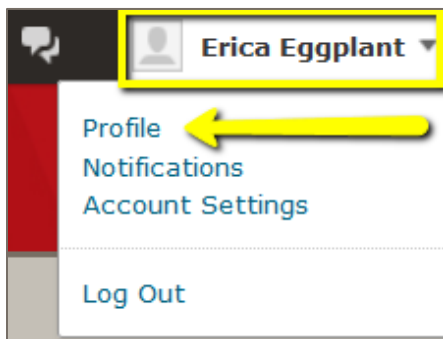 Erica Eggplant
Profile
Notifications
Account Settings
Log Out